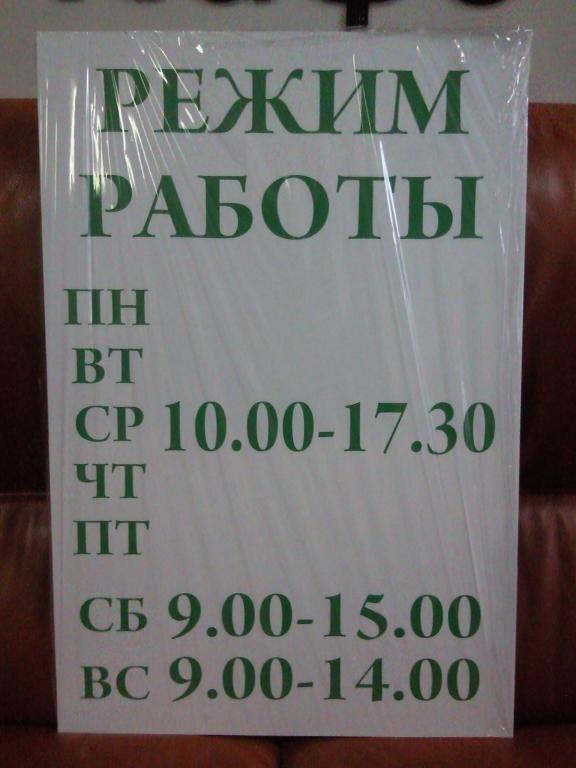 РЕЖИМ
РАБОТЫ
ПН
ВТ
СР 10.00-17.30
ЧТ
ПТ
СБ 9.00-15.00
ВС 9.00-14.00